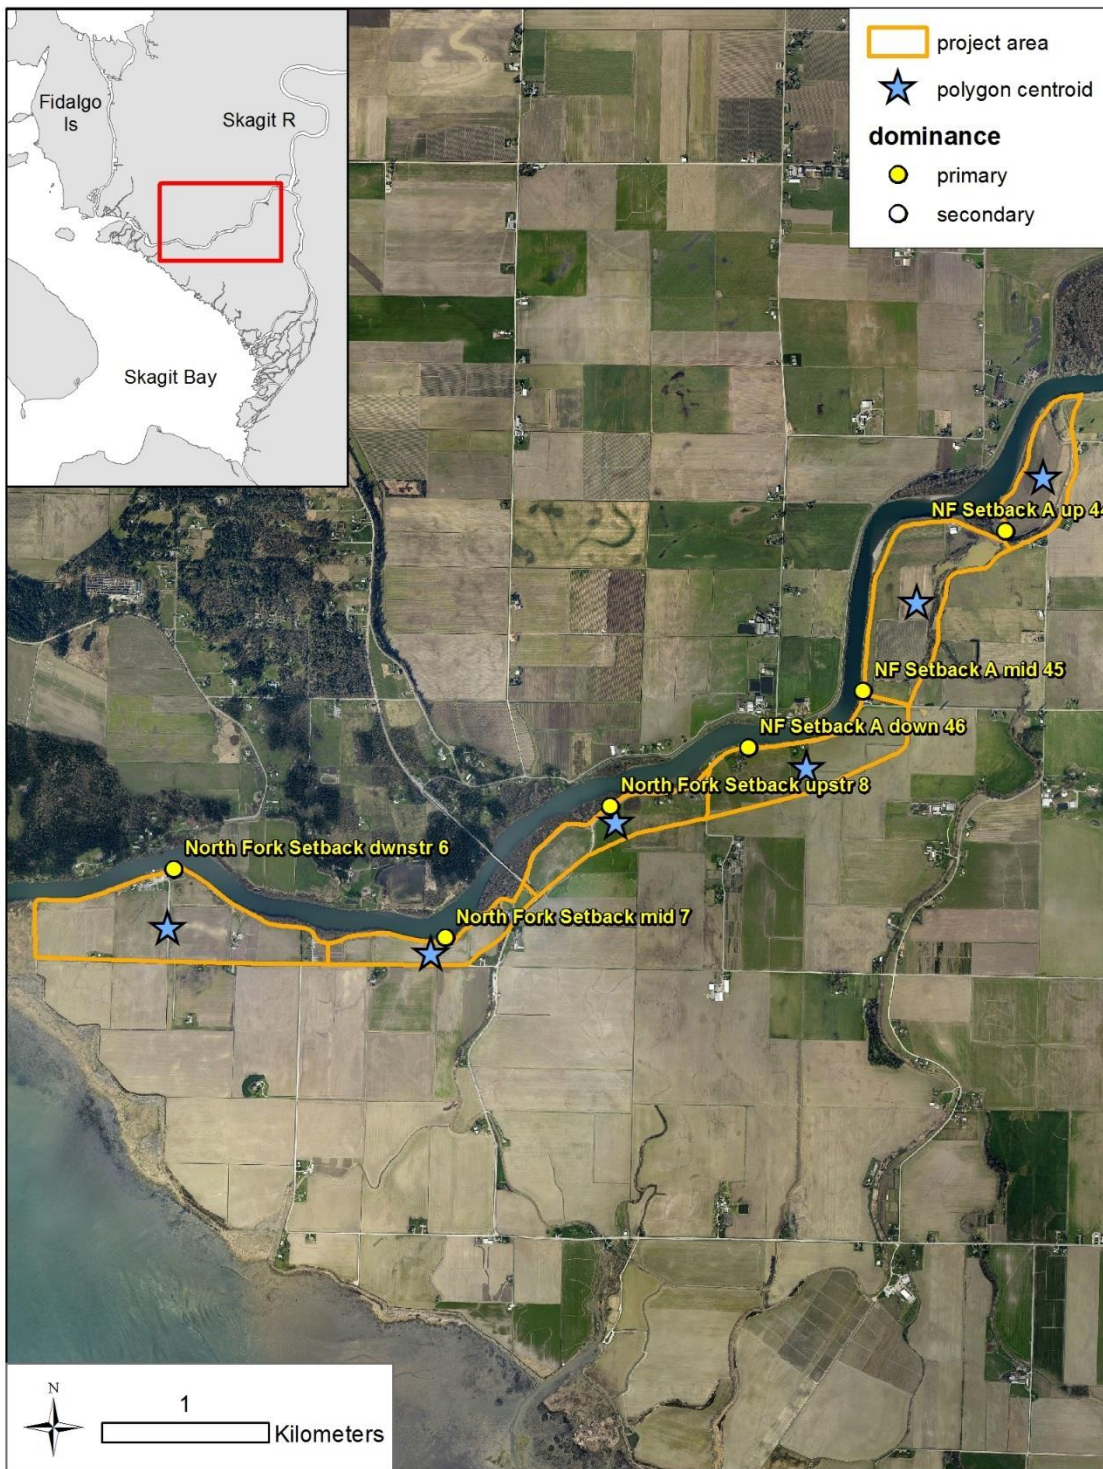 Fidalgo
Is
Skagit R
Skagit Bay
project area
polygon centroid
dominance
primary
secondary
NF Setback A up 44
NF Setback A mid 45
NF Setback A down 46
North Fork Setback upstr 8
North Fork Setback dwnstr 6
North Fork Setback mid 7
N
1
Kilometers